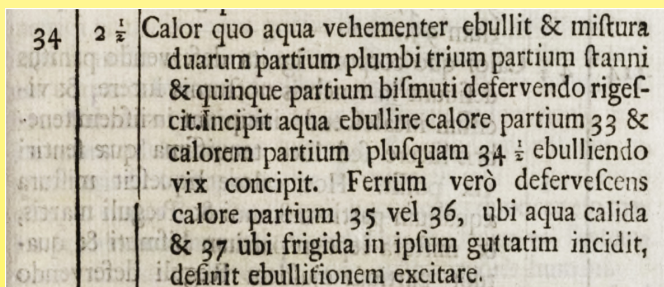 34 2 ½ Calor quo aqua vehementer ebullit & miſtura
duarum partium plumbi trium partium ſtanni
& quinque partium biſmuti defervendo rigeſ-
cit.Incipit aqua ebullire calore partium 33 &
calorem partium pluſquam 34 ½ ebulliendo
vix concipit. Ferrum verò deferveſcens
calore partium 35 vel 36, ubi aqua calida
& 37 ubi frigida in ipſum guttatim incidit,
deſinit ebullitionem excitare.